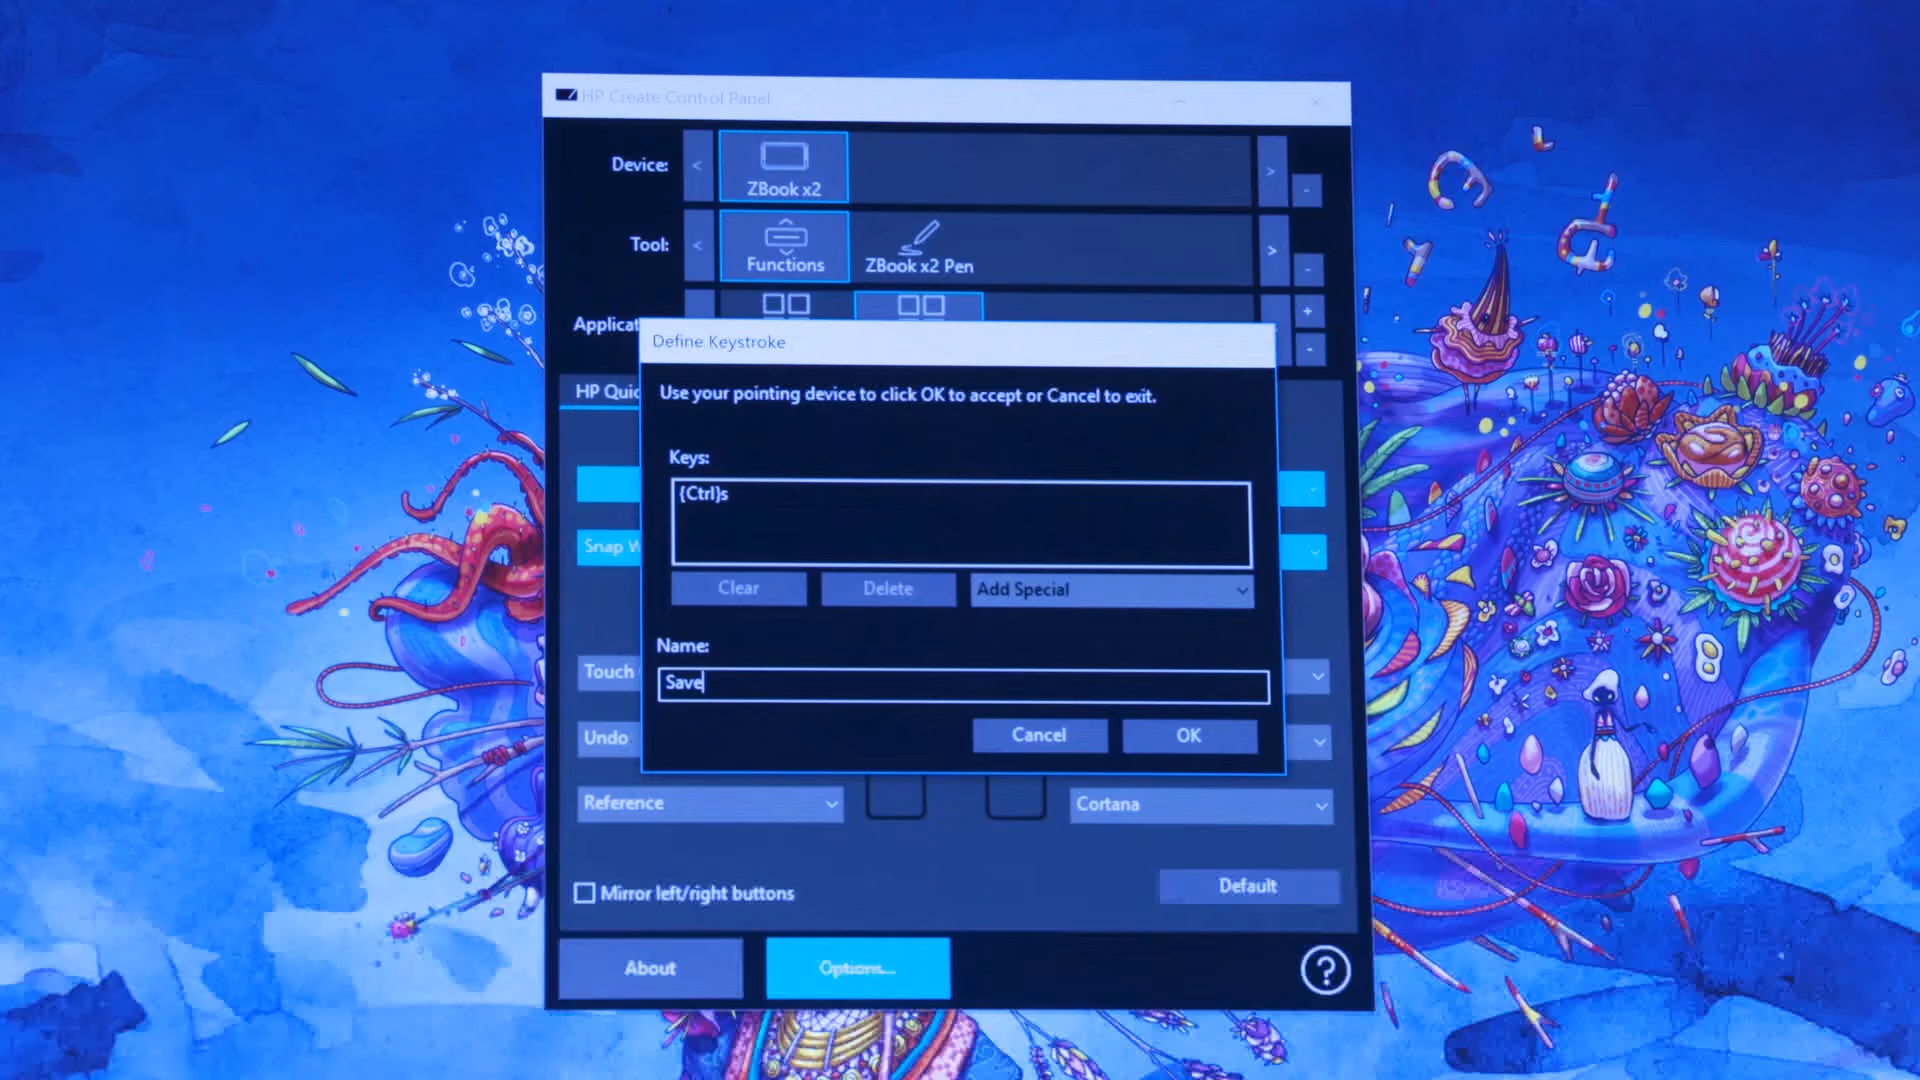 HP Create Control Panel
Device:
<
ZBook x2
>
-
Tool:
<
Functions
ZBook x2 Pen
>
-
Applicat
+
-
Define Keystroke
Use your pointing device to click OK to accept or Cancel to exit.
HP Quic
Keys:
{Ctrl}s
Snap W
Clear
Delete
Add Special
Name:
Touch
Save
Undo
Cancel
OK
Reference
Cortana
Mirror left/right buttons
Default
About
Options...
?